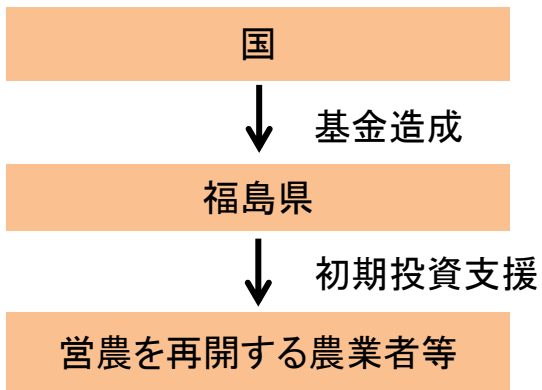 国
基金造成
福島県
初期投資支援
営農を再開する農業者等